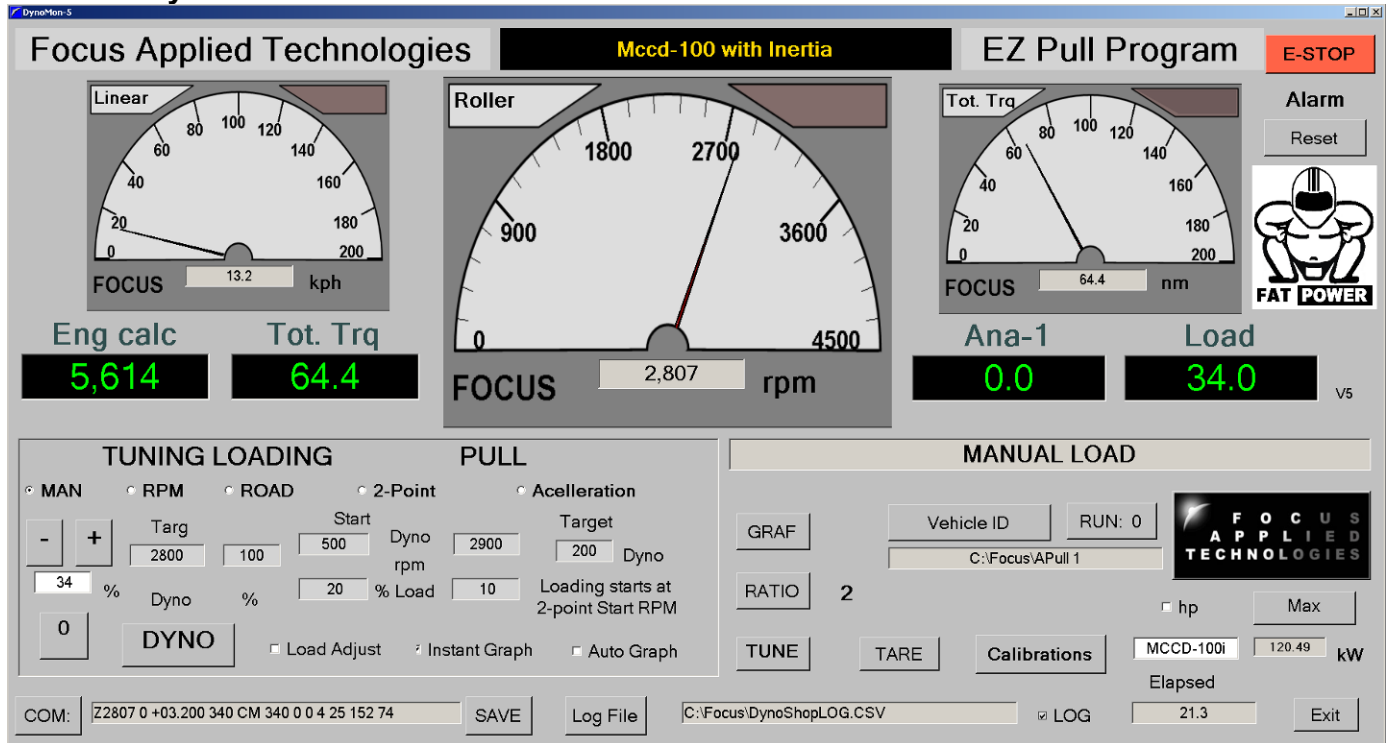 DynoMon-5
Focus Applied Technologies
Mccd-100 with Inertia
EZ Pull Program
E-STOP
Linear
0 20 40 60 80 100 120 140 160 180 200
FOCUS 13.2 kph
Roller
0 900 1800 2700 3600 4500
FOCUS 2,807 rpm
Tot. Trq
0 20 40 60 80 100 120 140 160 180 200
FOCUS 64.4 nm
Alarm
Reset
FAT POWER
Eng calc
5,614
Tot. Trq
64.4
Ana-1
0.0
Load
34.0
V5
TUNING LOADING PULL
MAN RPM ROAD 2-Point Acelleration
- + Targ Start Target
2800 100 500 Dyno rpm 2900 200 Dyno
34 % Dyno % 20 % Load 10 Loading starts at
2-point Start RPM
0 DYNO Load Adjust Instant Graph Auto Graph
MANUAL LOAD
GRAF
Vehicle ID RUN: 0
C:\Focus\APull 1
FOCUS
APPLIED
TECHNOLOGIES
RATIO 2
hp Max
TUNE TARE Calibrations MCCD-100i 120.49 kW
Elapsed
COM: Z2807 0 +03.200 340 CM 340 0 0 4 25 152 74 SAVE Log File C:\Focus\DynoShopLOG.CSV LOG 21.3 Exit